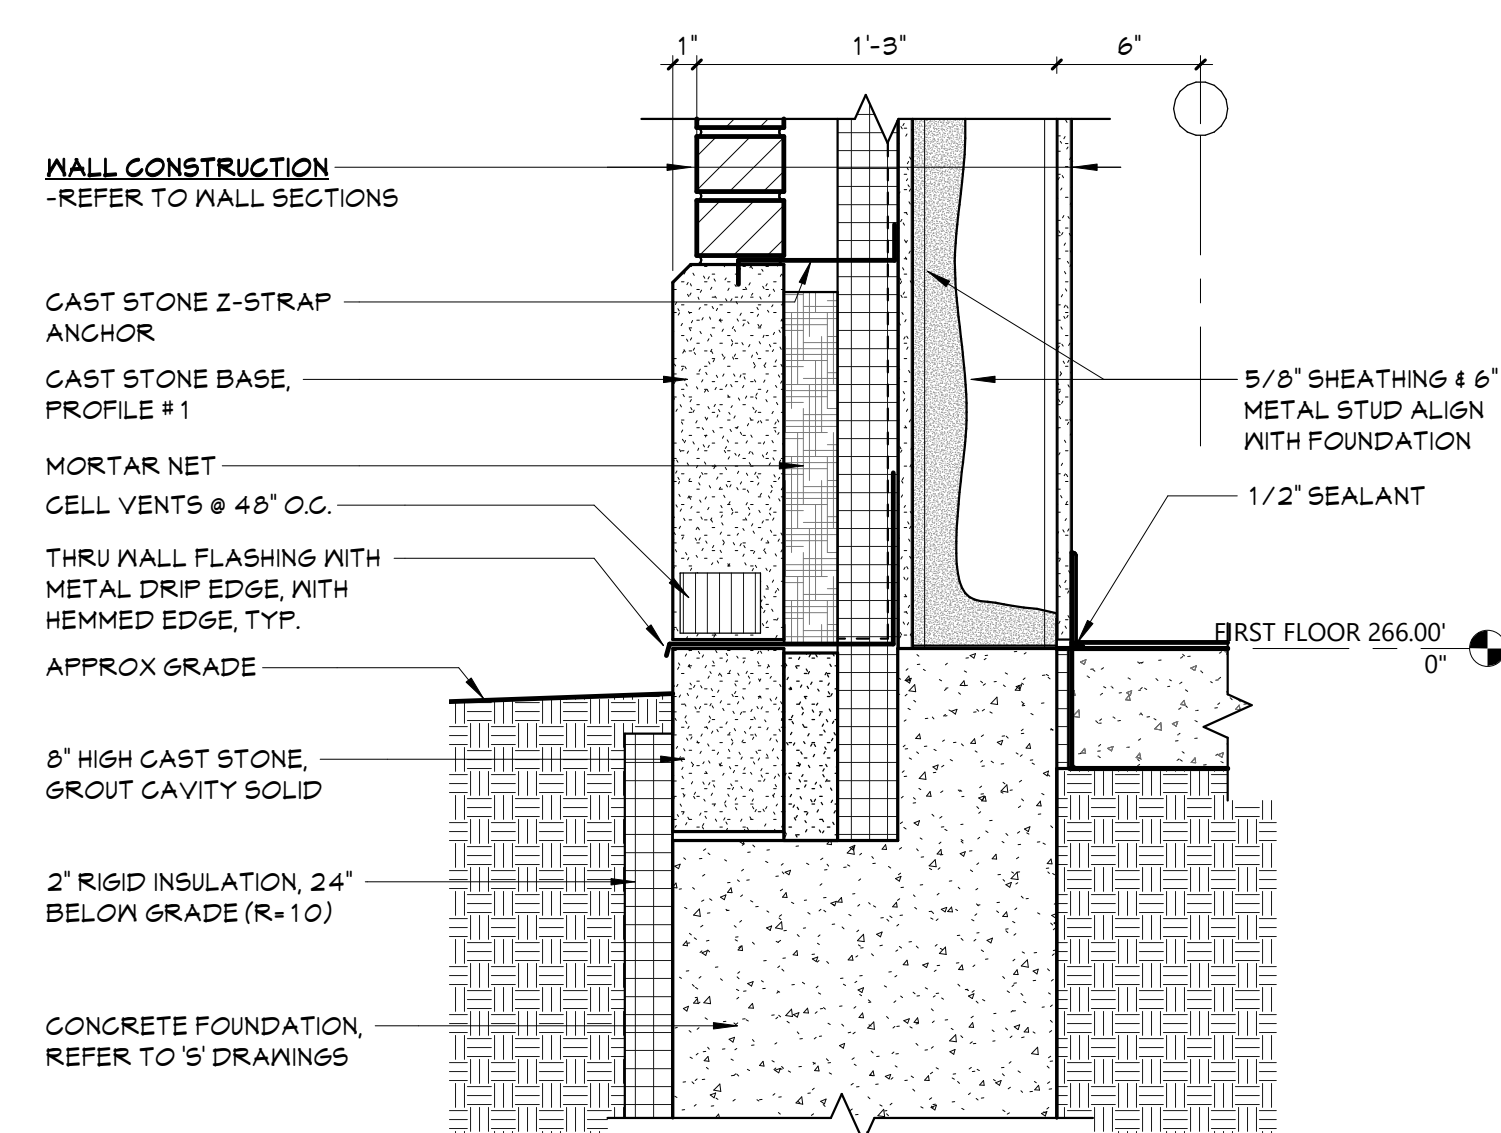 1" 1'-3" 6"
WALL CONSTRUCTION
-REFER TO WALL SECTIONS
CAST STONE Z-STRAP
ANCHOR
CAST STONE BASE,
PROFILE #1
MORTAR NET
CELL VENTS @ 48" O.C.
THRU WALL FLASHING WITH
METAL DRIP EDGE, WITH
HEMMED EDGE, TYP.
APPROX GRADE
8" HIGH CAST STONE,
GROUT CAVITY SOLID
2" RIGID INSULATION, 24"
BELOW GRADE (R=10)
CONCRETE FOUNDATION,
REFER TO 'S' DRAWINGS
5/8" SHEATHING & 6"
METAL STUD ALIGN
WITH FOUNDATION
1/2" SEALANT
FIRST FLOOR 266.00'
0"